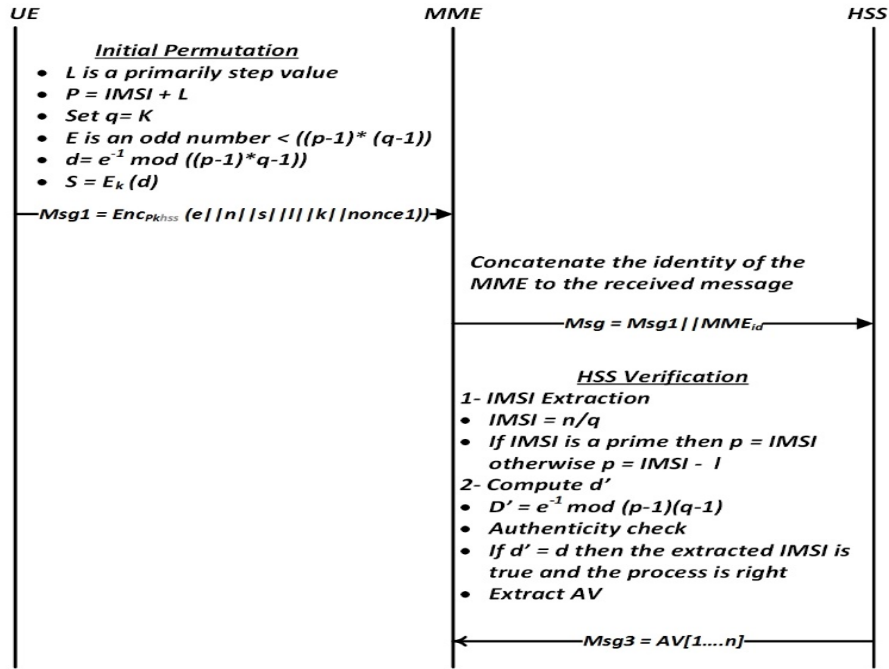 UE MME HSS
Initial Permutation
• L is a primarily step value
• P = IMSI + L
• Set q= K
• E is an odd number < ((p-1)* (q-1))
• d= e⁻¹ mod ((p-1)*q-1))
• S = Eₖ (d)
Msg1 = Enc_Pkhss (e||n||s||l||k||nonce1))
Concatenate the identity of the
MME to the received message
Msg = Msg1||MME_id
HSS Verification
1- IMSI Extraction
• IMSI = n/q
• If IMSI is a prime then p = IMSI
otherwise p = IMSI - l
2- Compute d’
• D’ = e⁻¹ mod (p-1)(q-1)
• Authenticity check
• If d’ = d then the extracted IMSI is
true and the process is right
• Extract AV
Msg3 = AV[1....n]